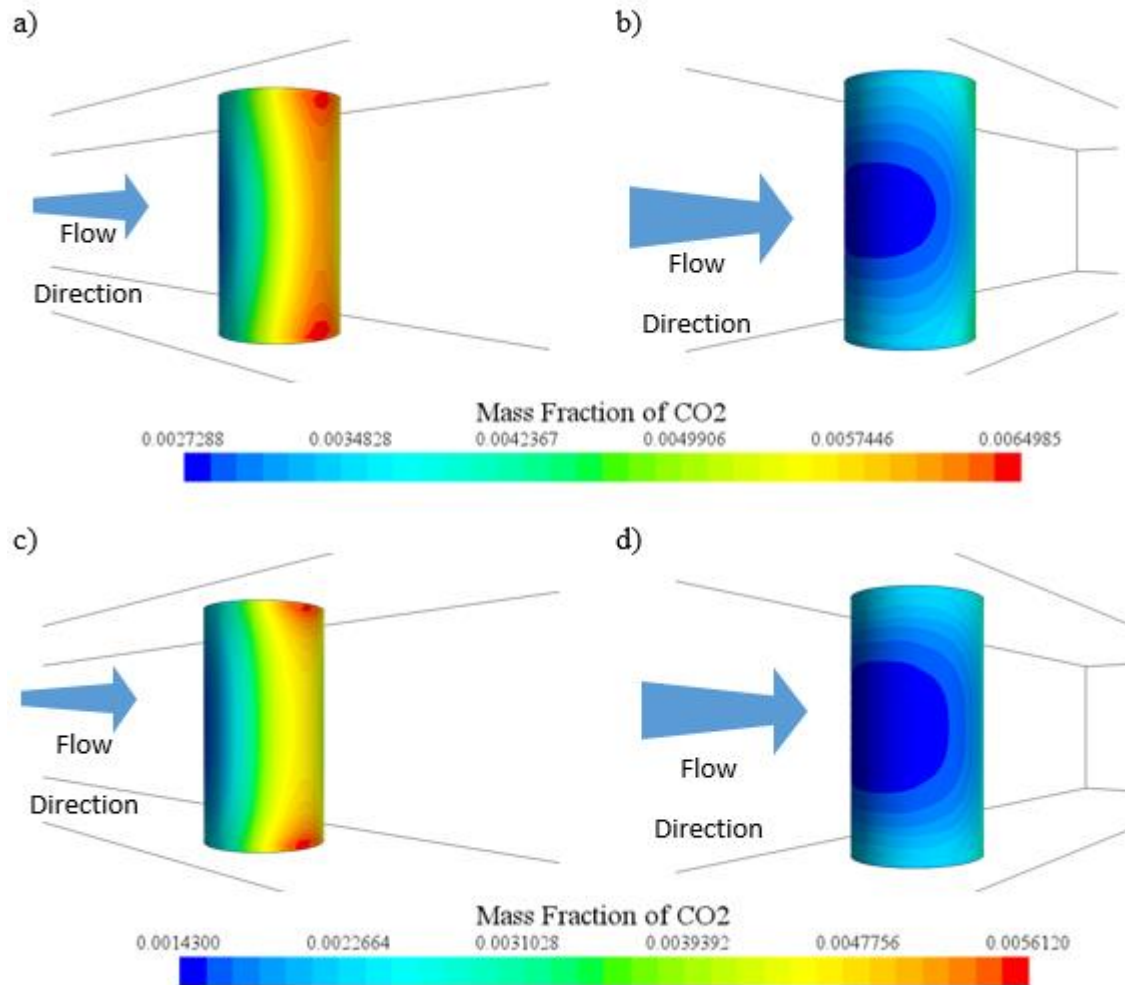 a)
b)
Flow
Direction
Flow
Direction
Mass Fraction of CO2
0.0027288 0.0034828 0.0042367 0.0049906 0.0057446 0.0064985
c)
d)
Flow
Direction
Flow
Direction
Mass Fraction of CO2
0.0014300 0.0022664 0.0031028 0.0039392 0.0047756 0.0056120